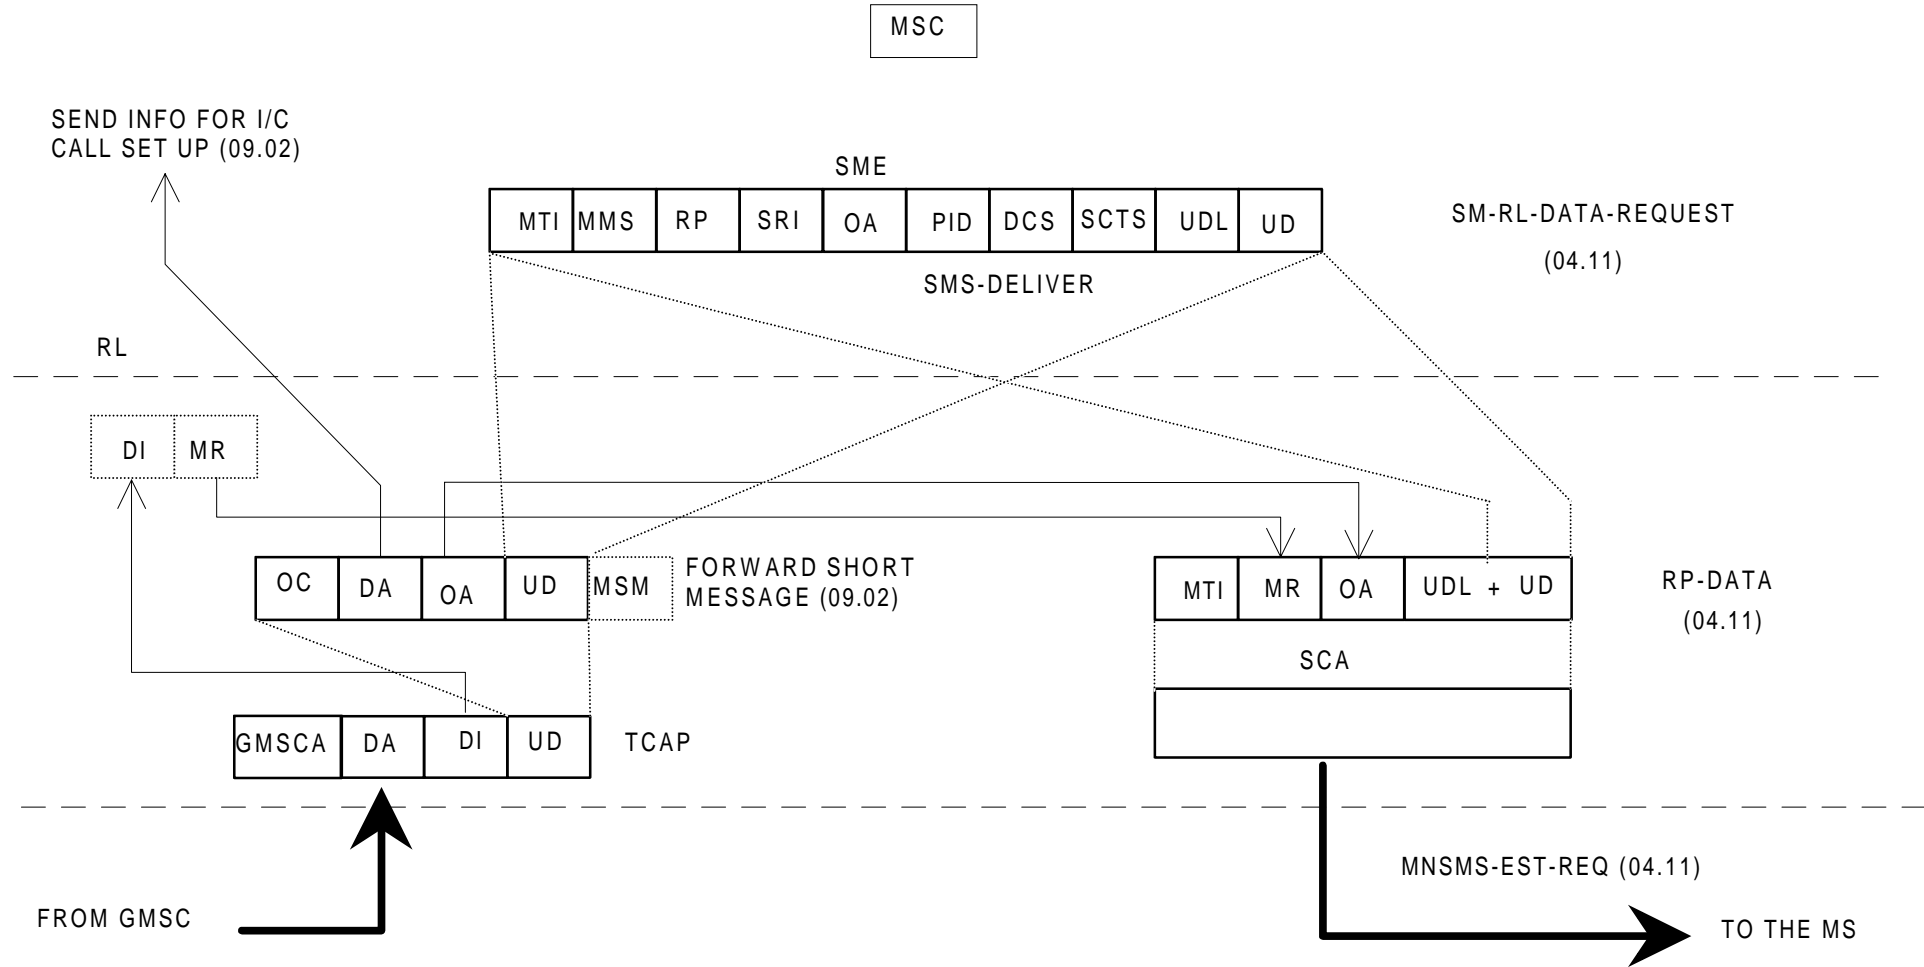 MSC
SEND INFO FOR I/C
CALL SET UP (09.02)
SME
MTI MMS RP SRI OA PID DCS SCTS UDL UD
SM-RL-DATA-REQUEST
(04.11)
SMS-DELIVER
RL
DI MR
OC DA OA UD MSM
FORWARD SHORT
MESSAGE (09.02)
MTI MR OA UDL + UD
RP-DATA
(04.11)
SCA
GMSCA DA DI UD TCAP
MNSMS-EST-REQ (04.11)
FROM GMSC
TO THE MS